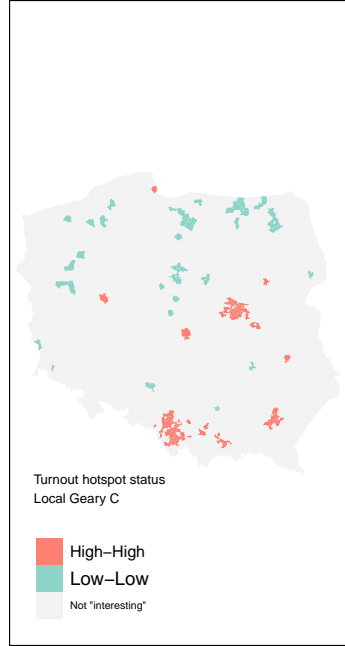 Turnout hotspot status
Local Geary C
High−High
Low−Low
Not "interesting"